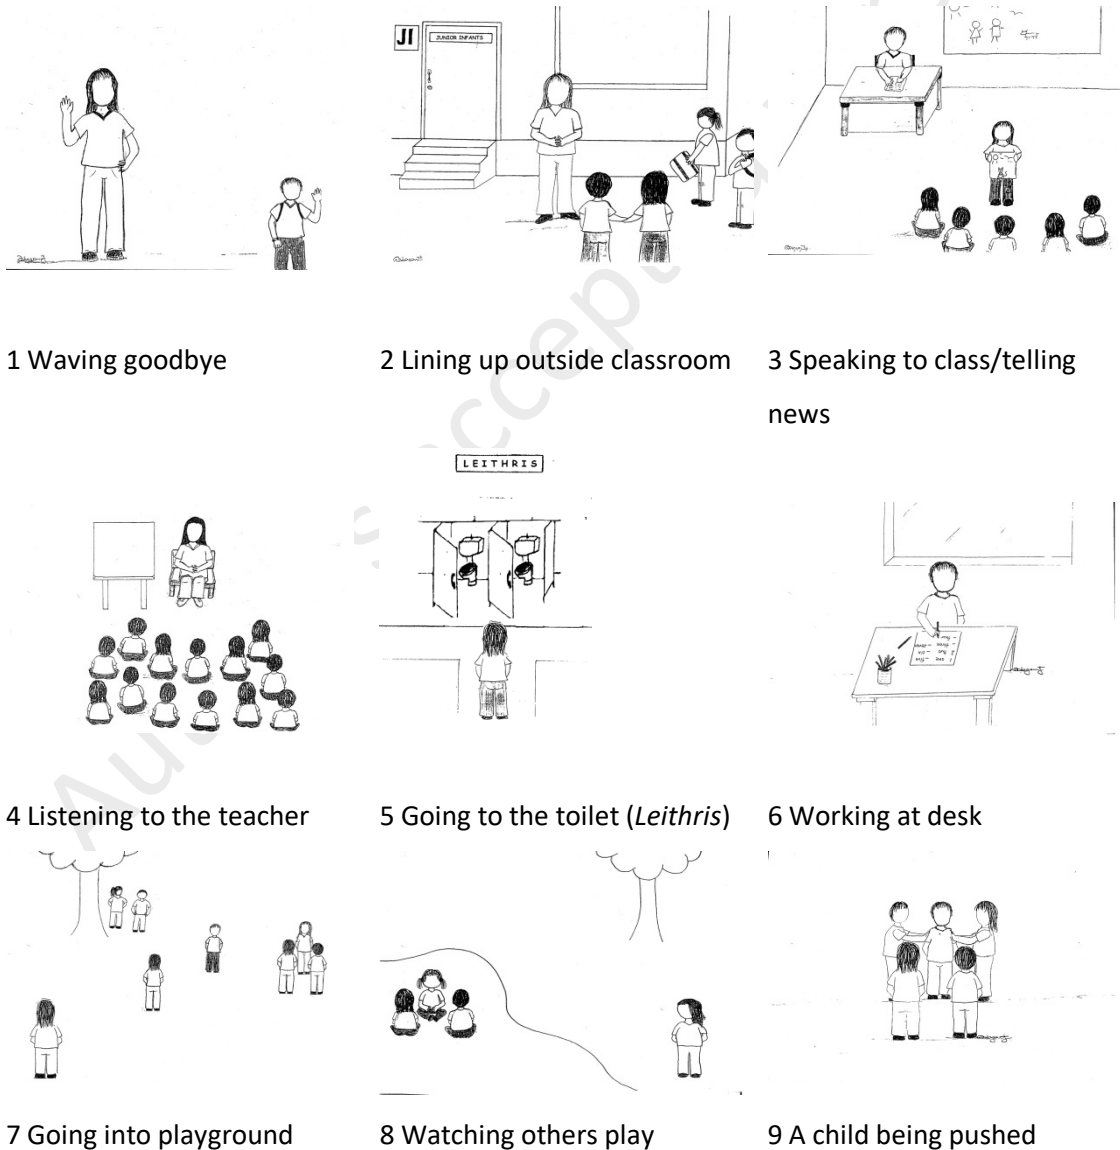 JI
JUNIOR INFANTS
1 Waving goodbye
2 Lining up outside classroom
3 Speaking to class/telling
news
LEITHRIS
4 Listening to the teacher
5 Going to the toilet (Leithris)
6 Working at desk
7 Going into playground
8 Watching others play
9 A child being pushed